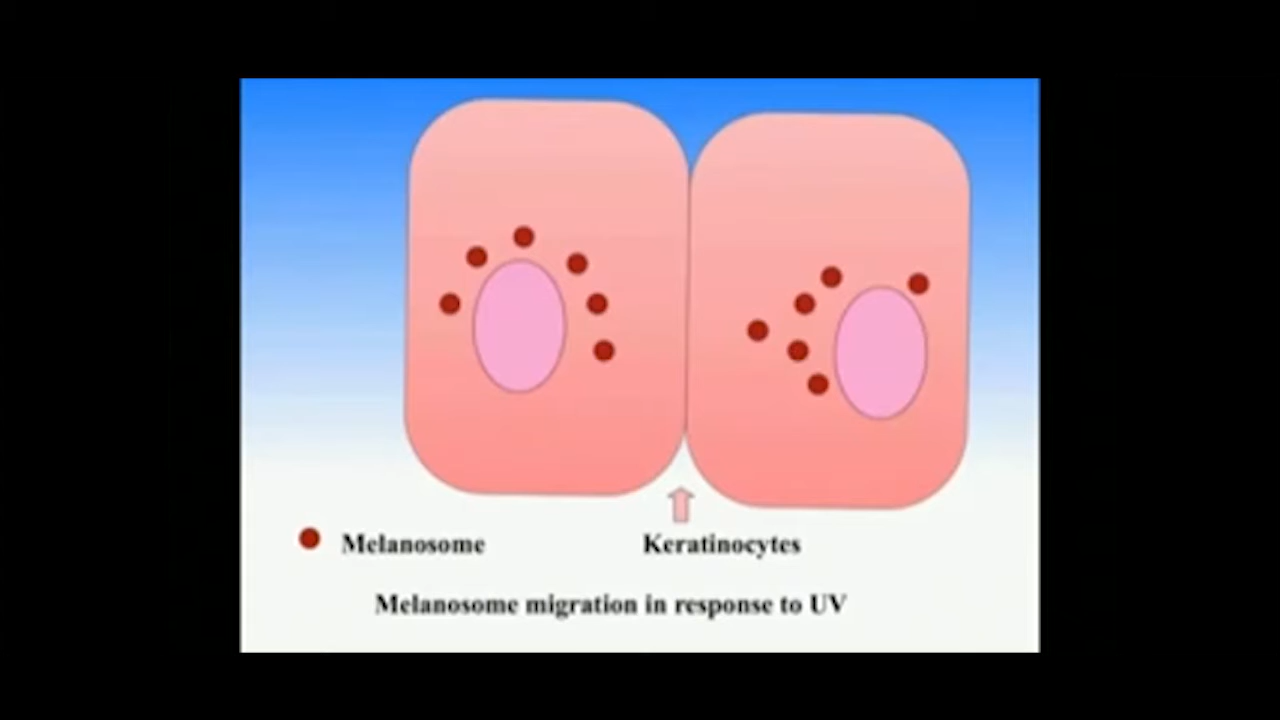 Melanosome
Keratinocytes
Melanosome migration in response to UV